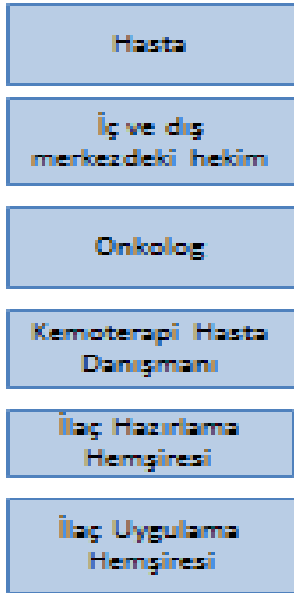 Hasta
İç ve dış
merkezdeki hekim
Onkolog
Kemoterapi Hasta
Danışmanı
İlaç Hazırlama
Hemşiresi
İlaç Uygulama
Hemşiresi